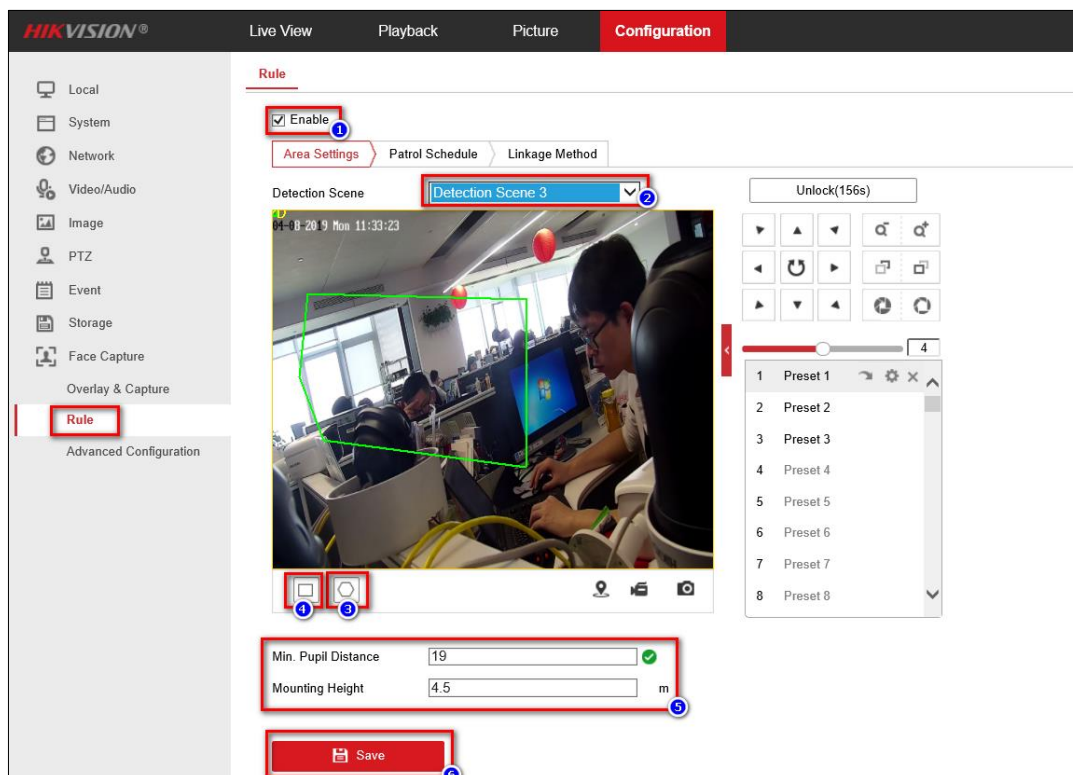 HIKVISION®
Live View Playback Picture Configuration
Rule
Local
System
Network
Video/Audio
Image
PTZ
Event
Storage
Face Capture
Overlay & Capture
Rule
Advanced Configuration
Enable
1
Area Settings Patrol Schedule Linkage Method
Detection Scene Detection Scene 3
2
Unlock(156s)
04-08-2019 Mon 11:33:23
4
1 Preset 1
2 Preset 2
3 Preset 3
4 Preset 4
5 Preset 5
6 Preset 6
7 Preset 7
8 Preset 8
4 3
Min. Pupil Distance 19
Mounting Height 4.5 m
5
Save
6